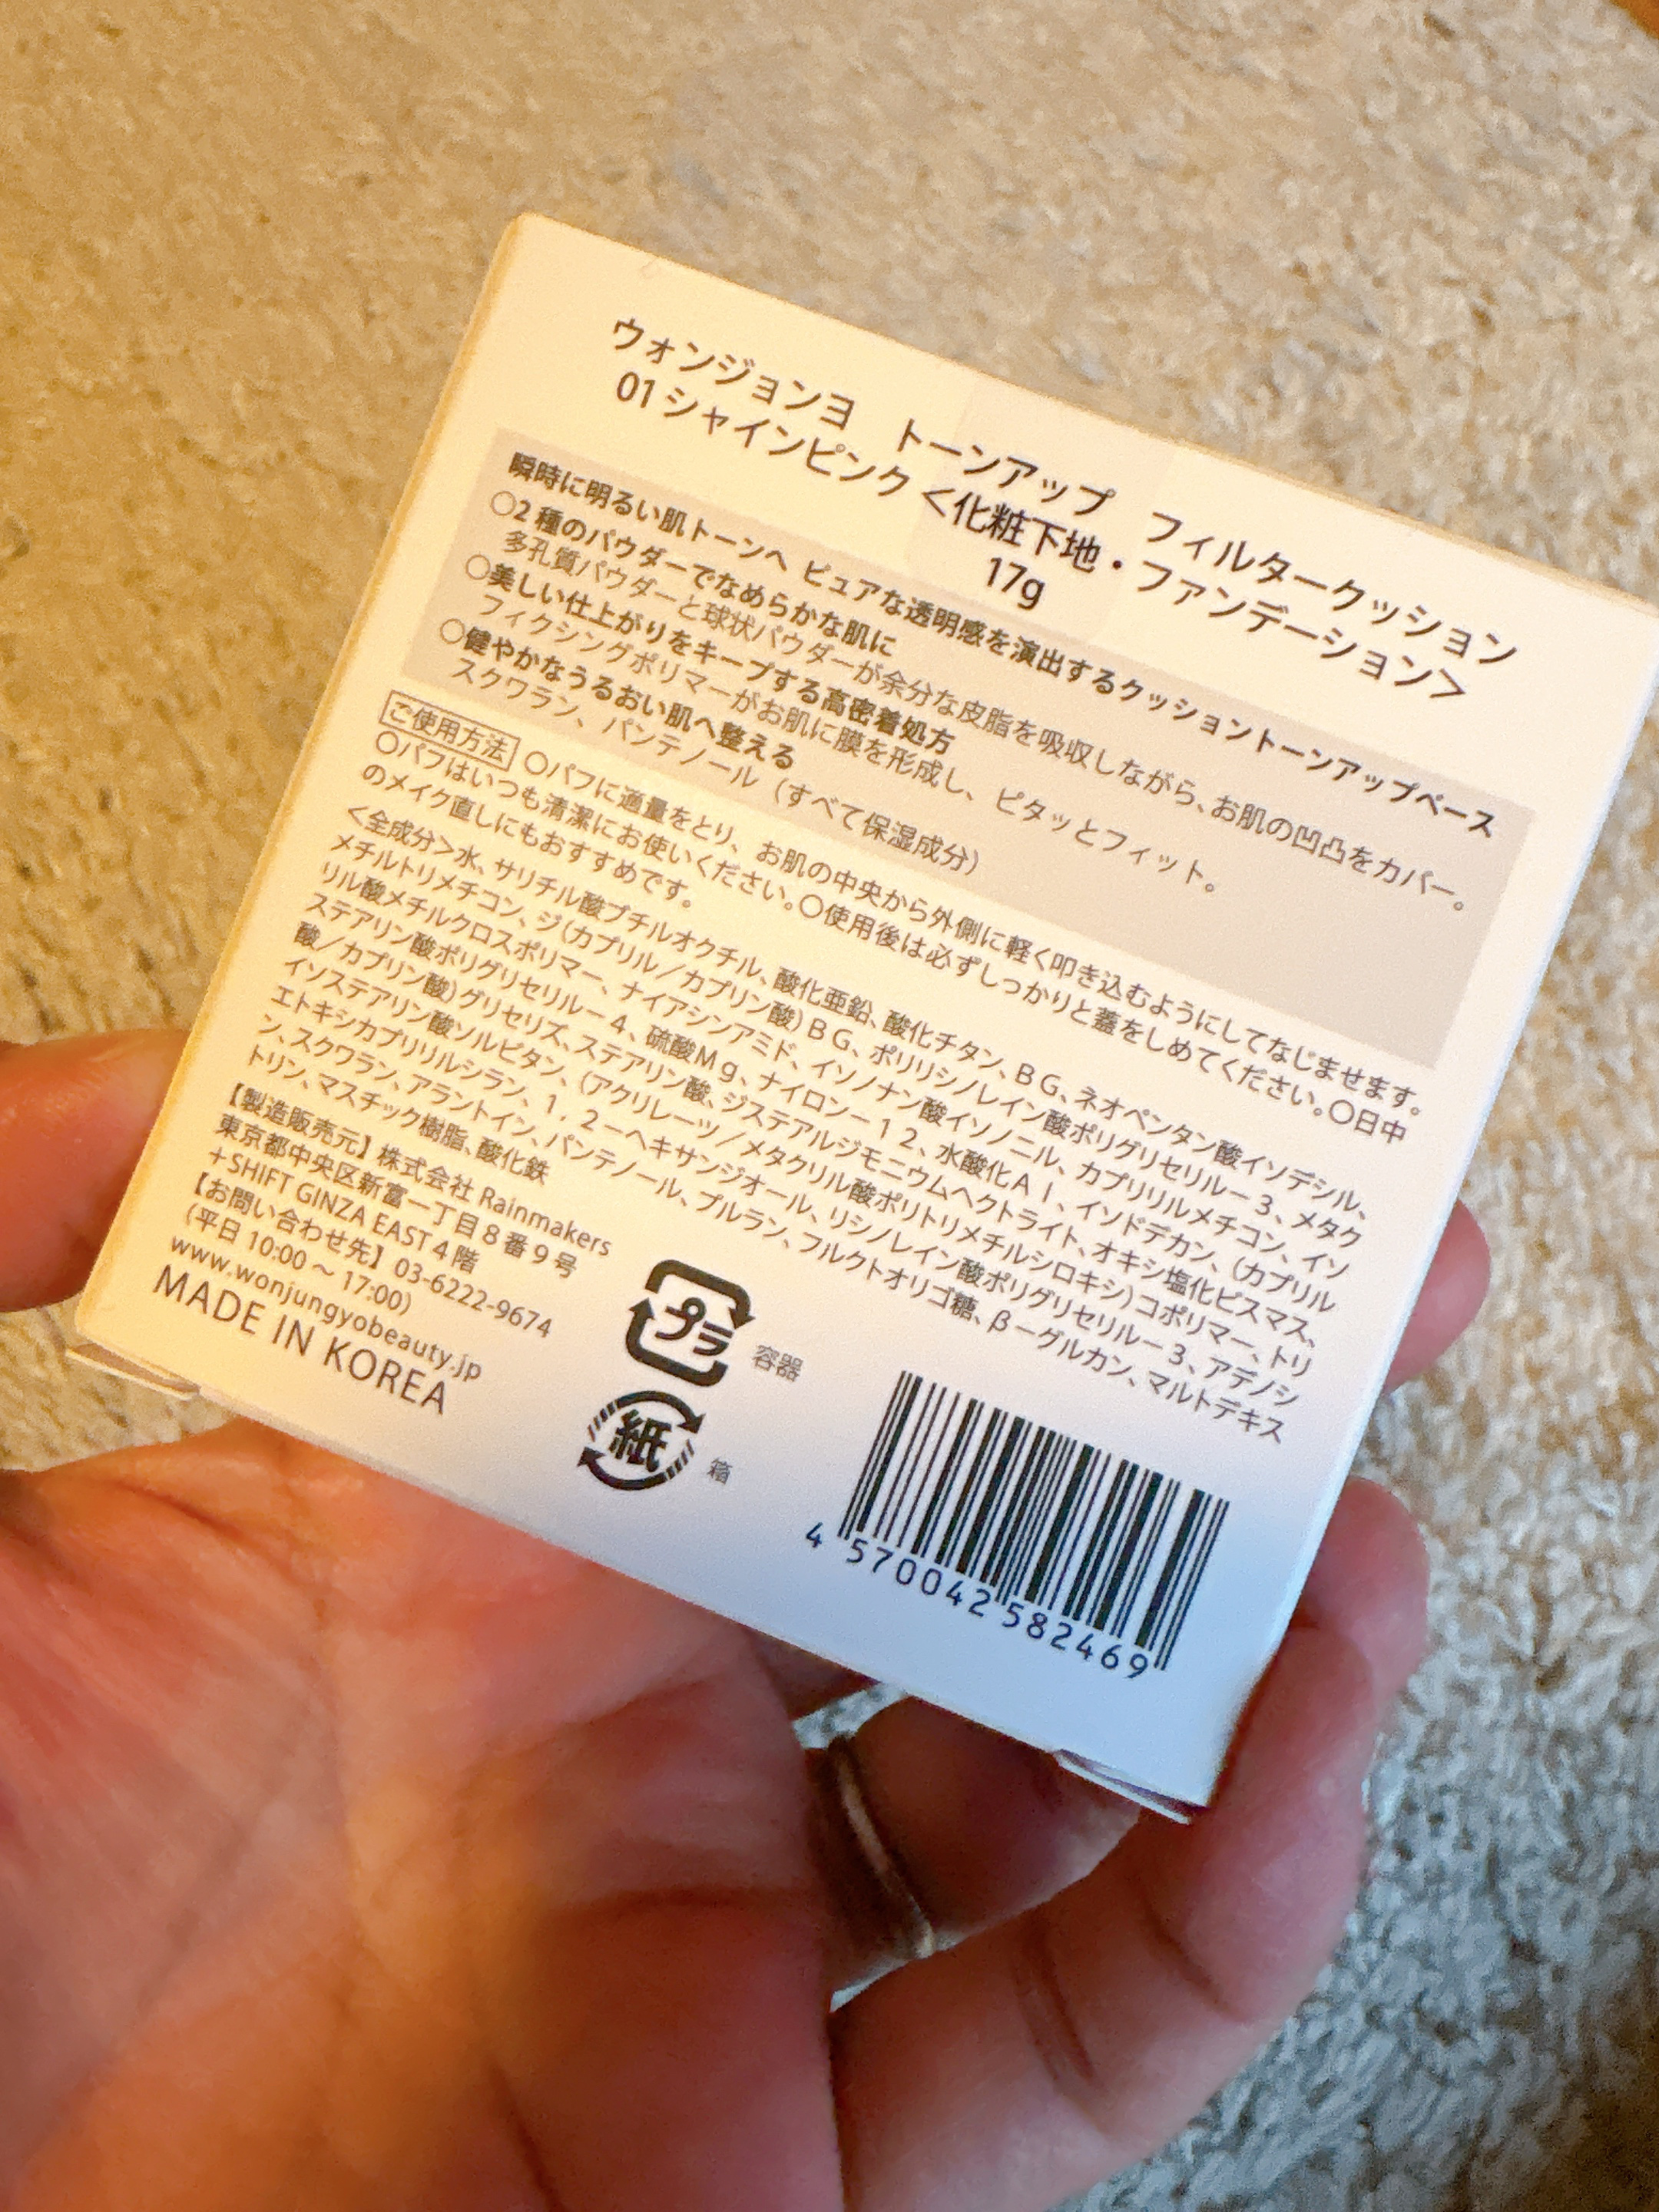 ウォンジョンヨ　トーンアップ　フィルタークッション
01 シャインピンク <化粧下地・ファンデーション>
17g
瞬時に明るい肌トーンへ ピュアな透明感を演出するクッショントーンアップベース
○2 種のパウダーでなめらかな肌に
多孔質パウダーと球状パウダーが余分な皮脂を吸収しながら、お肌の凹凸をカバー。
○美しい仕上がりをキープする高密着処方
フィクシングポリマーがお肌に膜を形成し、ピタッとフィット。
○健やかなうるおい肌へ整える
スクワラン、パンテノール（すべて保湿成分）
ご使用方法 ○パフに適量をとり、お肌の中央から外側に軽く叩き込むようにしてなじませます。
○パフはいつも清潔にお使いください。○使用後は必ずしっかりと蓋をしめてください。○日中
のメイク直しにもおすすめです。
<全成分>水、サリチル酸ブチルオクチル、酸化亜鉛、酸化チタン、ＢＧ、ネオペンタン酸イソデシル、
メチルトリメチコン、ジ（カプリル／カプリン酸）ＢＧ、ポリリシノレイン酸ポリグリセリル－３、メタク
リル酸メチルクロスポリマー、ナイアシンアミド、イソノナン酸イソノニル、カプリリルメチコン、イソ
ステアリン酸ポリグリセリル－４、硫酸Ｍｇ、ナイロン－１２、水酸化Ａｌ、イソドデカン、（カプリル
酸／カプリン酸）グリセリズ、ステアリン酸、ジステアルジモニウムヘクトライト、オキシ塩化ビスマス、
イソステアリン酸ソルビタン、（アクリレーツ／メタクリル酸ポリトリメチルシロキシ）コポリマー、トリ
エトキシカプリリルシラン、１，２－ヘキサンジオール、リシノレイン酸ポリグリセリル－３、アデノシ
ン、スクワラン、アラントイン、パンテノール、プルラン、フルクトオリゴ糖、β－グルカン、マルトデキス
トリン、マスチック樹脂、酸化鉄
【製造販売元】株式会社 Rainmakers
東京都中央区新富一丁目８番９号
＋SHIFT GINZA EAST４階
【お問い合わせ先】03-6222-9674
（平日 10:00 ～ 17:00）
www.wonjungyobeauty.jp
MADE IN KOREA
プラ 容器
紙 箱
4 570042 582469